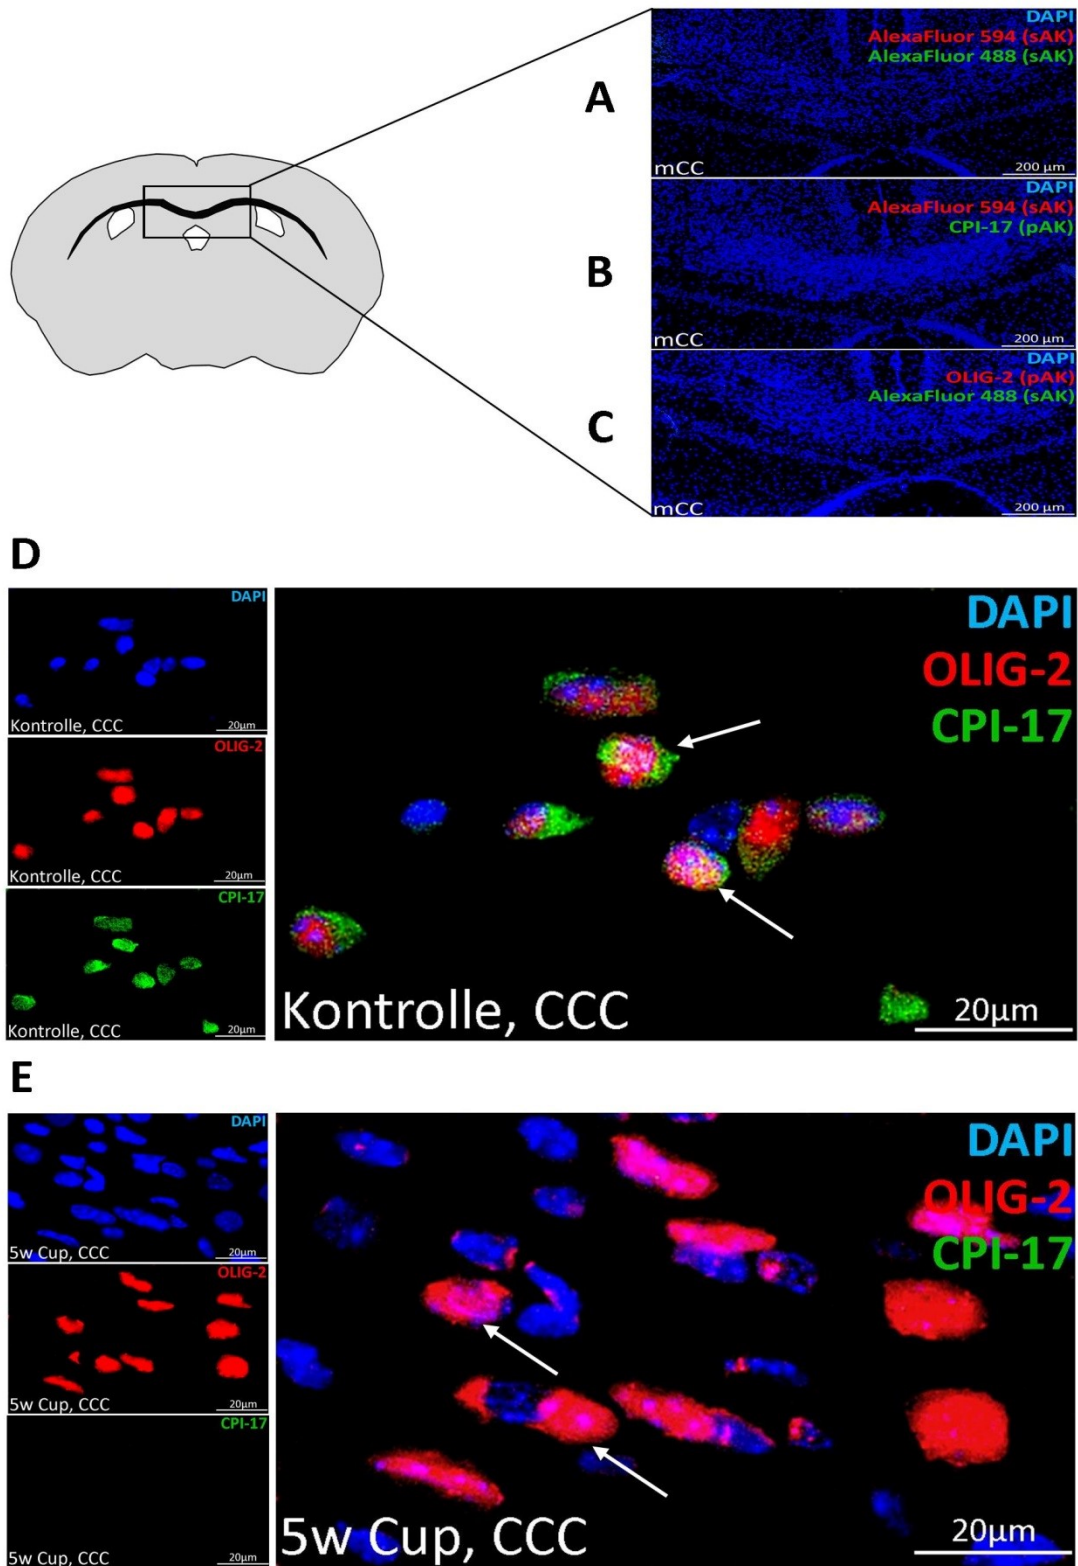 DAPI
AlexaFluor 594 (sAK)
AlexaFluor 488 (sAK)
A
mCC
200 µm
DAPI
AlexaFluor 594 (sAK)
CPI-17 (pAK)
B
mCC
200 µm
DAPI
OLIG-2 (pAK)
AlexaFluor 488 (sAK)
C
mCC
200 µm
D
DAPI
Kontrolle, CCC
20µm
OLIG-2
Kontrolle, CCC
20µm
CPI-17
Kontrolle, CCC
20µm
DAPI
OLIG-2
CPI-17
Kontrolle, CCC
20µm
E
DAPI
5w Cup, CCC
20µm
OLIG-2
5w Cup, CCC
20µm
CPI-17
5w Cup, CCC
20µm
DAPI
OLIG-2
CPI-17
5w Cup, CCC
20µm